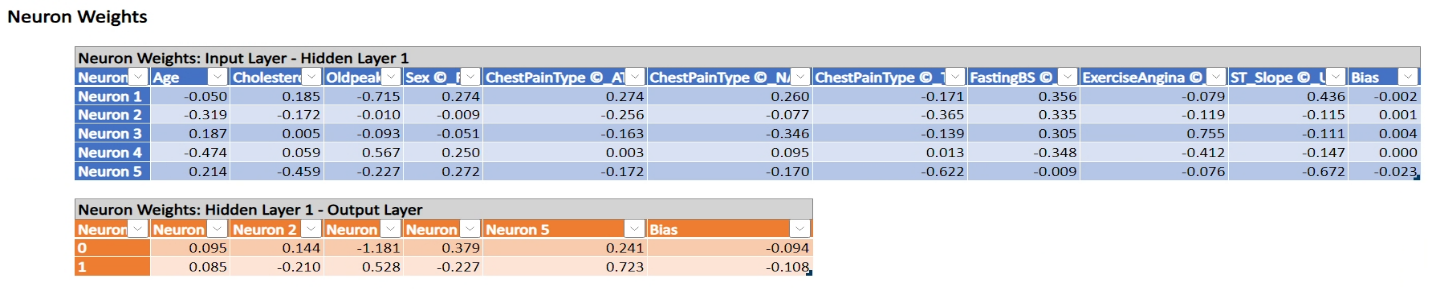 Neuron Weights
Neuron Weights: Input Layer - Hidden Layer 1
Neuron Age Cholester Oldpeak Sex © ChestPainType © _AT ChestPainType © _NA ChestPainType © FastingBS © ExerciseAngina © ST_Slope © _U Bias
Neuron 1 -0.050 0.185 -0.715 0.274 0.274 0.260 -0.171 0.356 -0.079 0.436 -0.002
Neuron 2 -0.319 -0.172 -0.010 -0.009 -0.256 -0.077 -0.365 0.335 -0.119 -0.115 0.001
Neuron 3 0.187 0.005 -0.093 -0.051 -0.163 -0.346 -0.139 0.305 0.755 -0.111 0.004
Neuron 4 -0.474 0.059 0.567 0.250 0.003 0.095 0.013 -0.348 -0.412 -0.147 0.000
Neuron 5 0.214 -0.459 -0.227 0.272 -0.172 -0.170 -0.622 -0.009 -0.076 -0.672 -0.023
Neuron Weights: Hidden Layer 1 - Output Layer
Neuron Neuron Neuron 2 Neuron Neuron Neuron 5 Bias
0 0.095 0.144 -1.181 0.379 0.241 -0.094
1 0.085 -0.210 0.528 -0.227 0.723 -0.108